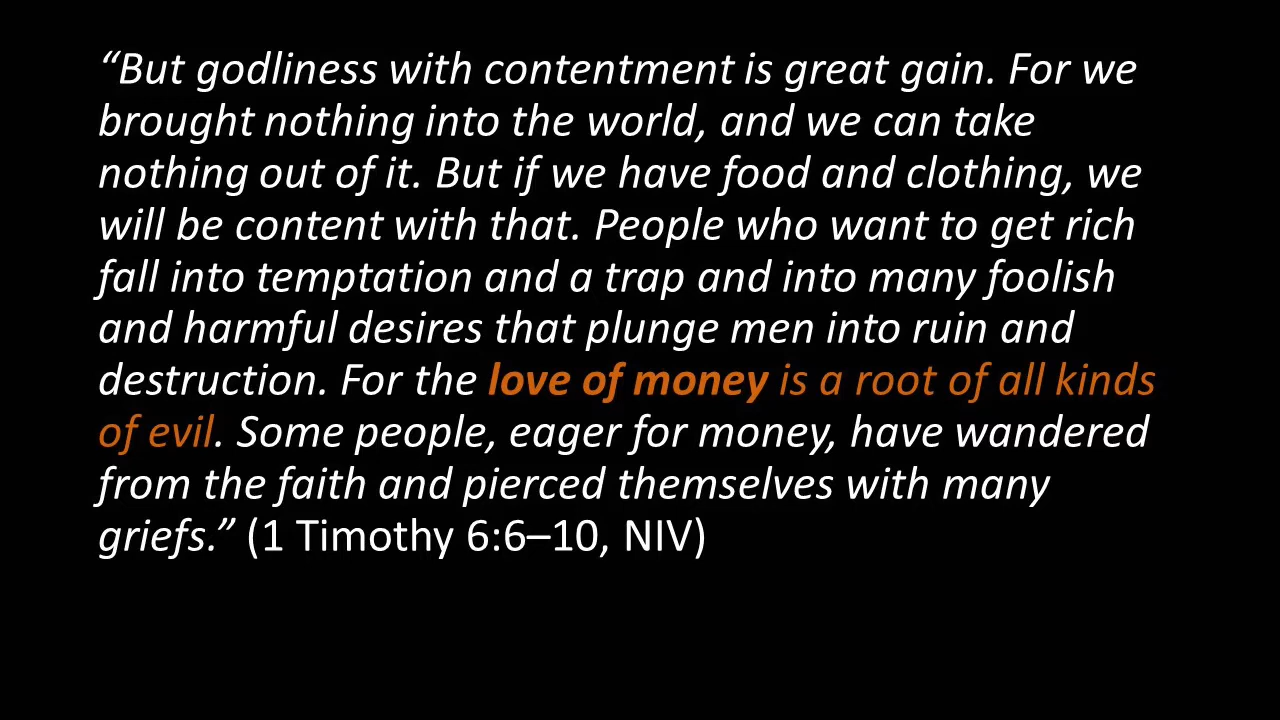 “But godliness with contentment is great gain. For we
brought nothing into the world, and we can take
nothing out of it. But if we have food and clothing, we
will be content with that. People who want to get rich
fall into temptation and a trap and into many foolish
and harmful desires that plunge men into ruin and
destruction. For the love of money is a root of all kinds
of evil. Some people, eager for money, have wandered
from the faith and pierced themselves with many
griefs.” (1 Timothy 6:6–10, NIV)